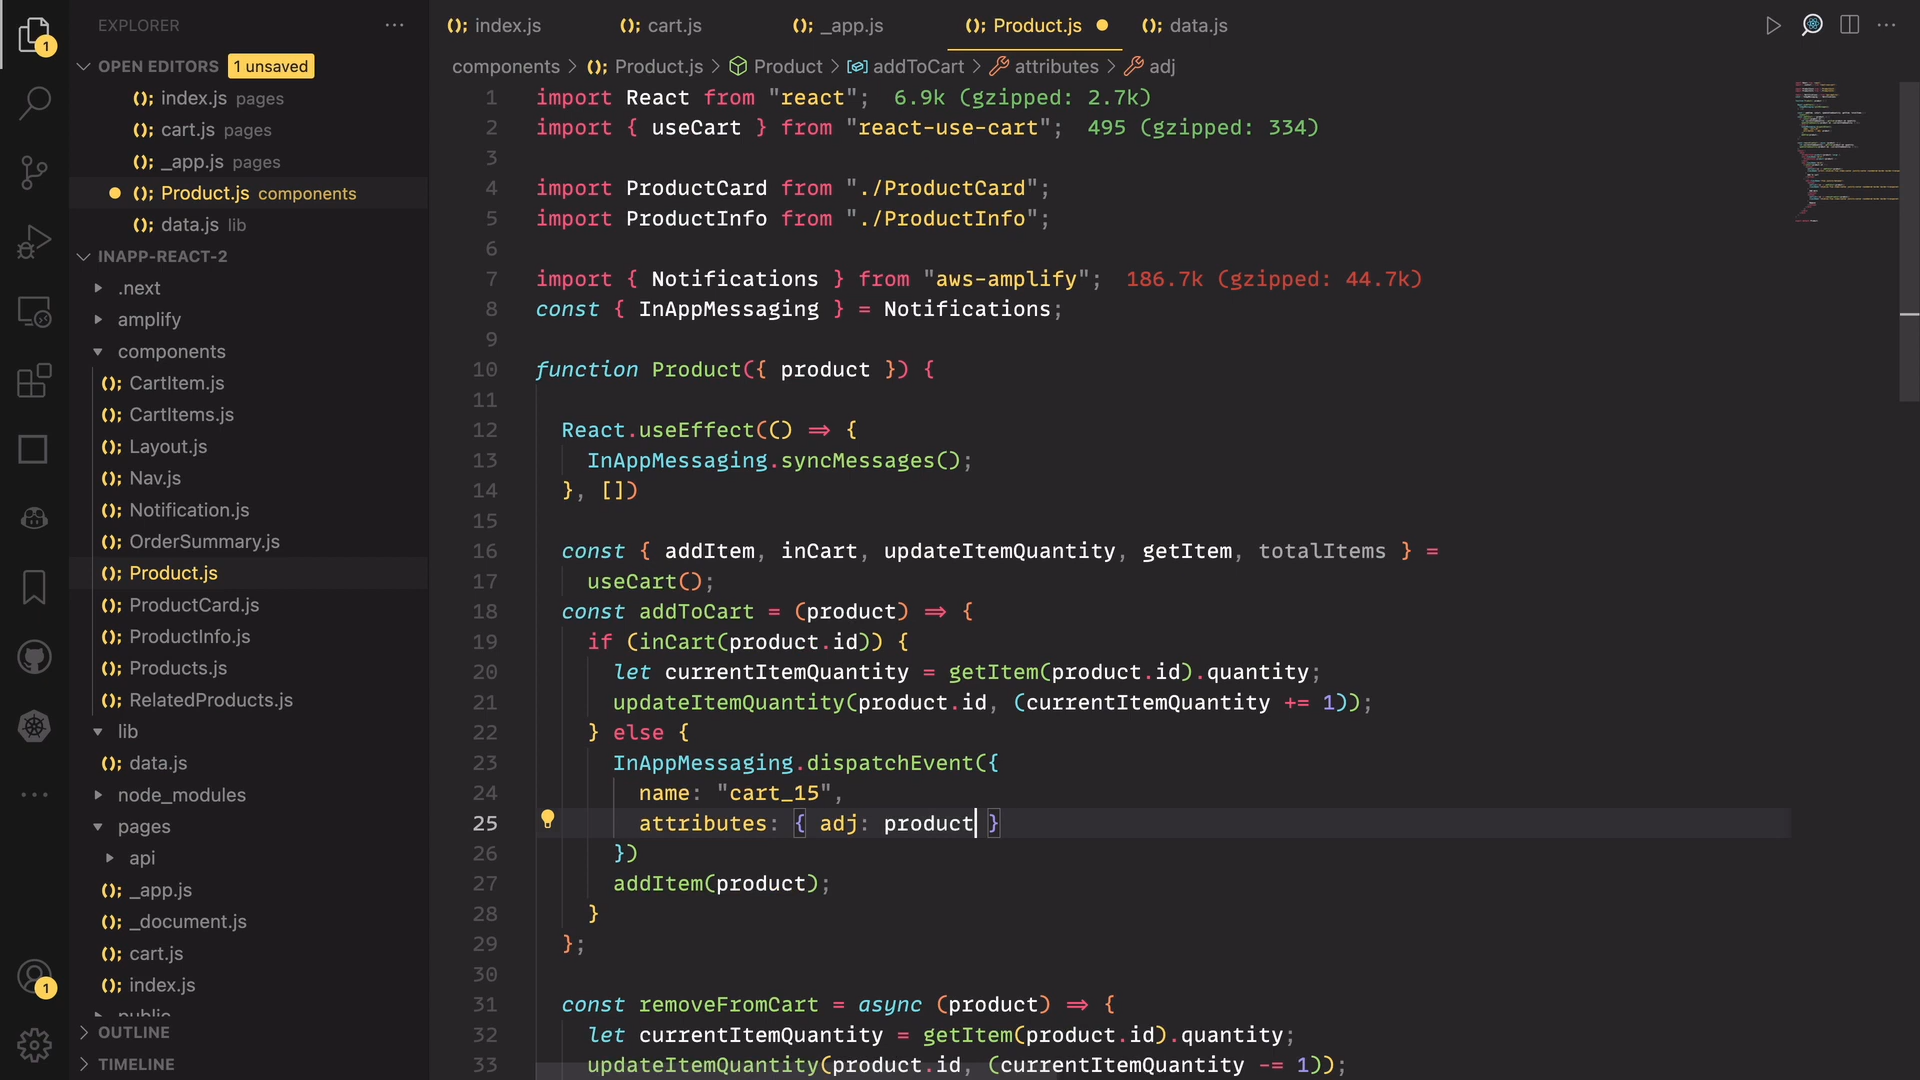 EXPLORER
OPEN EDITORS 1 unsaved
(); index.js pages
(); cart.js pages
(); _app.js pages
(); Product.js components
(); data.js lib
INAPP-REACT-2
.next
amplify
components
(); CartItem.js
(); CartItems.js
(); Layout.js
(); Nav.js
(); Notification.js
(); OrderSummary.js
(); Product.js
(); ProductCard.js
(); ProductInfo.js
(); Products.js
(); RelatedProducts.js
lib
(); data.js
node_modules
pages
api
(); _app.js
(); _document.js
(); cart.js
(); index.js
public
OUTLINE
TIMELINE
1
1
(); index.js (); cart.js (); _app.js (); Product.js (); data.js
components > (); Product.js > Product > addToCart > attributes > adj
1 import React from "react"; 6.9k (gzipped: 2.7k)
2 import { useCart } from "react-use-cart"; 495 (gzipped: 334)
3
4 import ProductCard from "./ProductCard";
5 import ProductInfo from "./ProductInfo";
6
7 import { Notifications } from "aws-amplify"; 186.7k (gzipped: 44.7k)
8 const { InAppMessaging } = Notifications;
9
10 function Product({ product }) {
11
12 React.useEffect(() ⇒ {
13 InAppMessaging.syncMessages();
14 }, [])
15
16 const { addItem, inCart, updateItemQuantity, getItem, totalItems } =
17 useCart();
18 const addToCart = (product) ⇒ {
19 if (inCart(product.id)) {
20 let currentItemQuantity = getItem(product.id).quantity;
21 updateItemQuantity(product.id, (currentItemQuantity += 1));
22 } else {
23 InAppMessaging.dispatchEvent({
24 name: "cart_15",
25 attributes: { adj: product }
26 })
27 addItem(product);
28 }
29 };
30
31 const removeFromCart = async (product) ⇒ {
32 let currentItemQuantity = getItem(product.id).quantity;
33 updateItemQuantity(product.id, (currentItemQuantity -= 1));